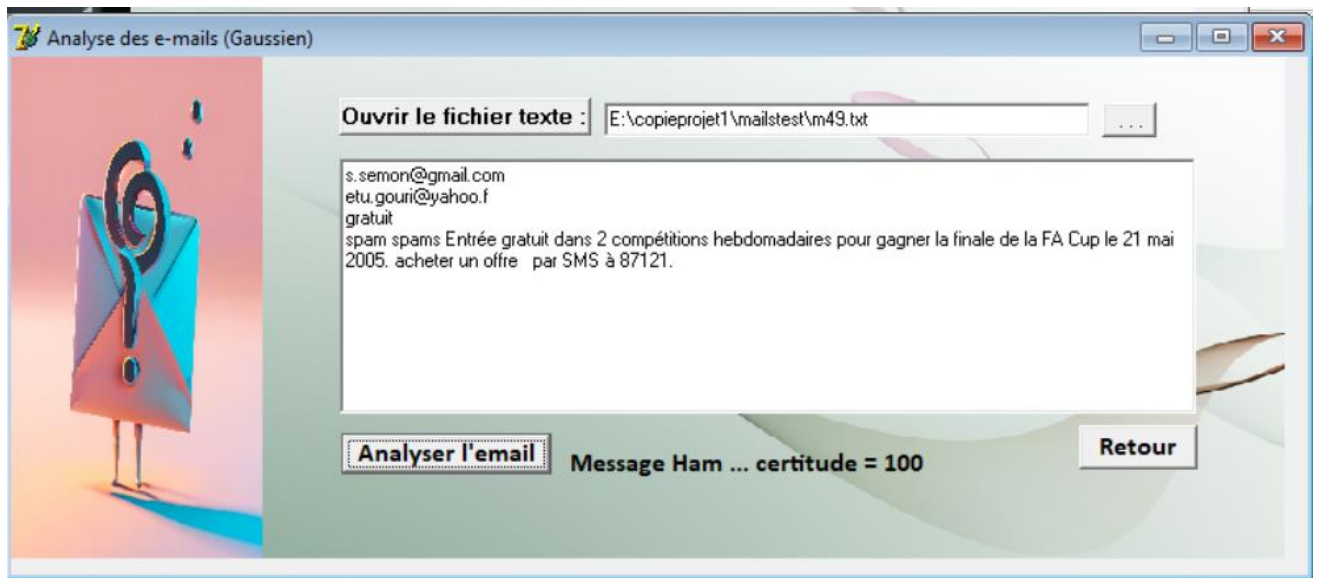 Analyse des e-mails (Gaussien)
Ouvrir le fichier texte : E:\copieprojet1\mailstest\m49.txt ...
s.semon@gmail.com
etu.gouri@yahoo.f
gratuit
spam spams Entrée gratuit dans 2 compétitions hebdomadaires pour gagner la finale de la FA Cup le 21 mai
2005. acheter un offre par SMS à 87121.
Analyser l'email Message Ham ... certitude = 100 Retour